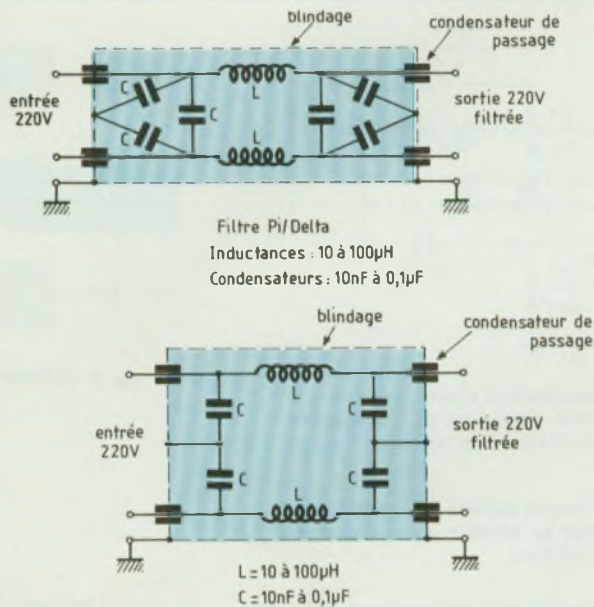 blindage
condensateur de
passage
entrée
220V
C
C
C
L
L
sortie 220V
filtrée
Filtre Pi/Delta
Inductances : 10 à 100µH
Condensateurs : 10nF à 0,1µF
blindage
condensateur de
passage
entrée
220V
L
C
C
C
C
L
sortie 220V
filtrée
L = 10 à 100µH
C = 10nF à 0,1µF